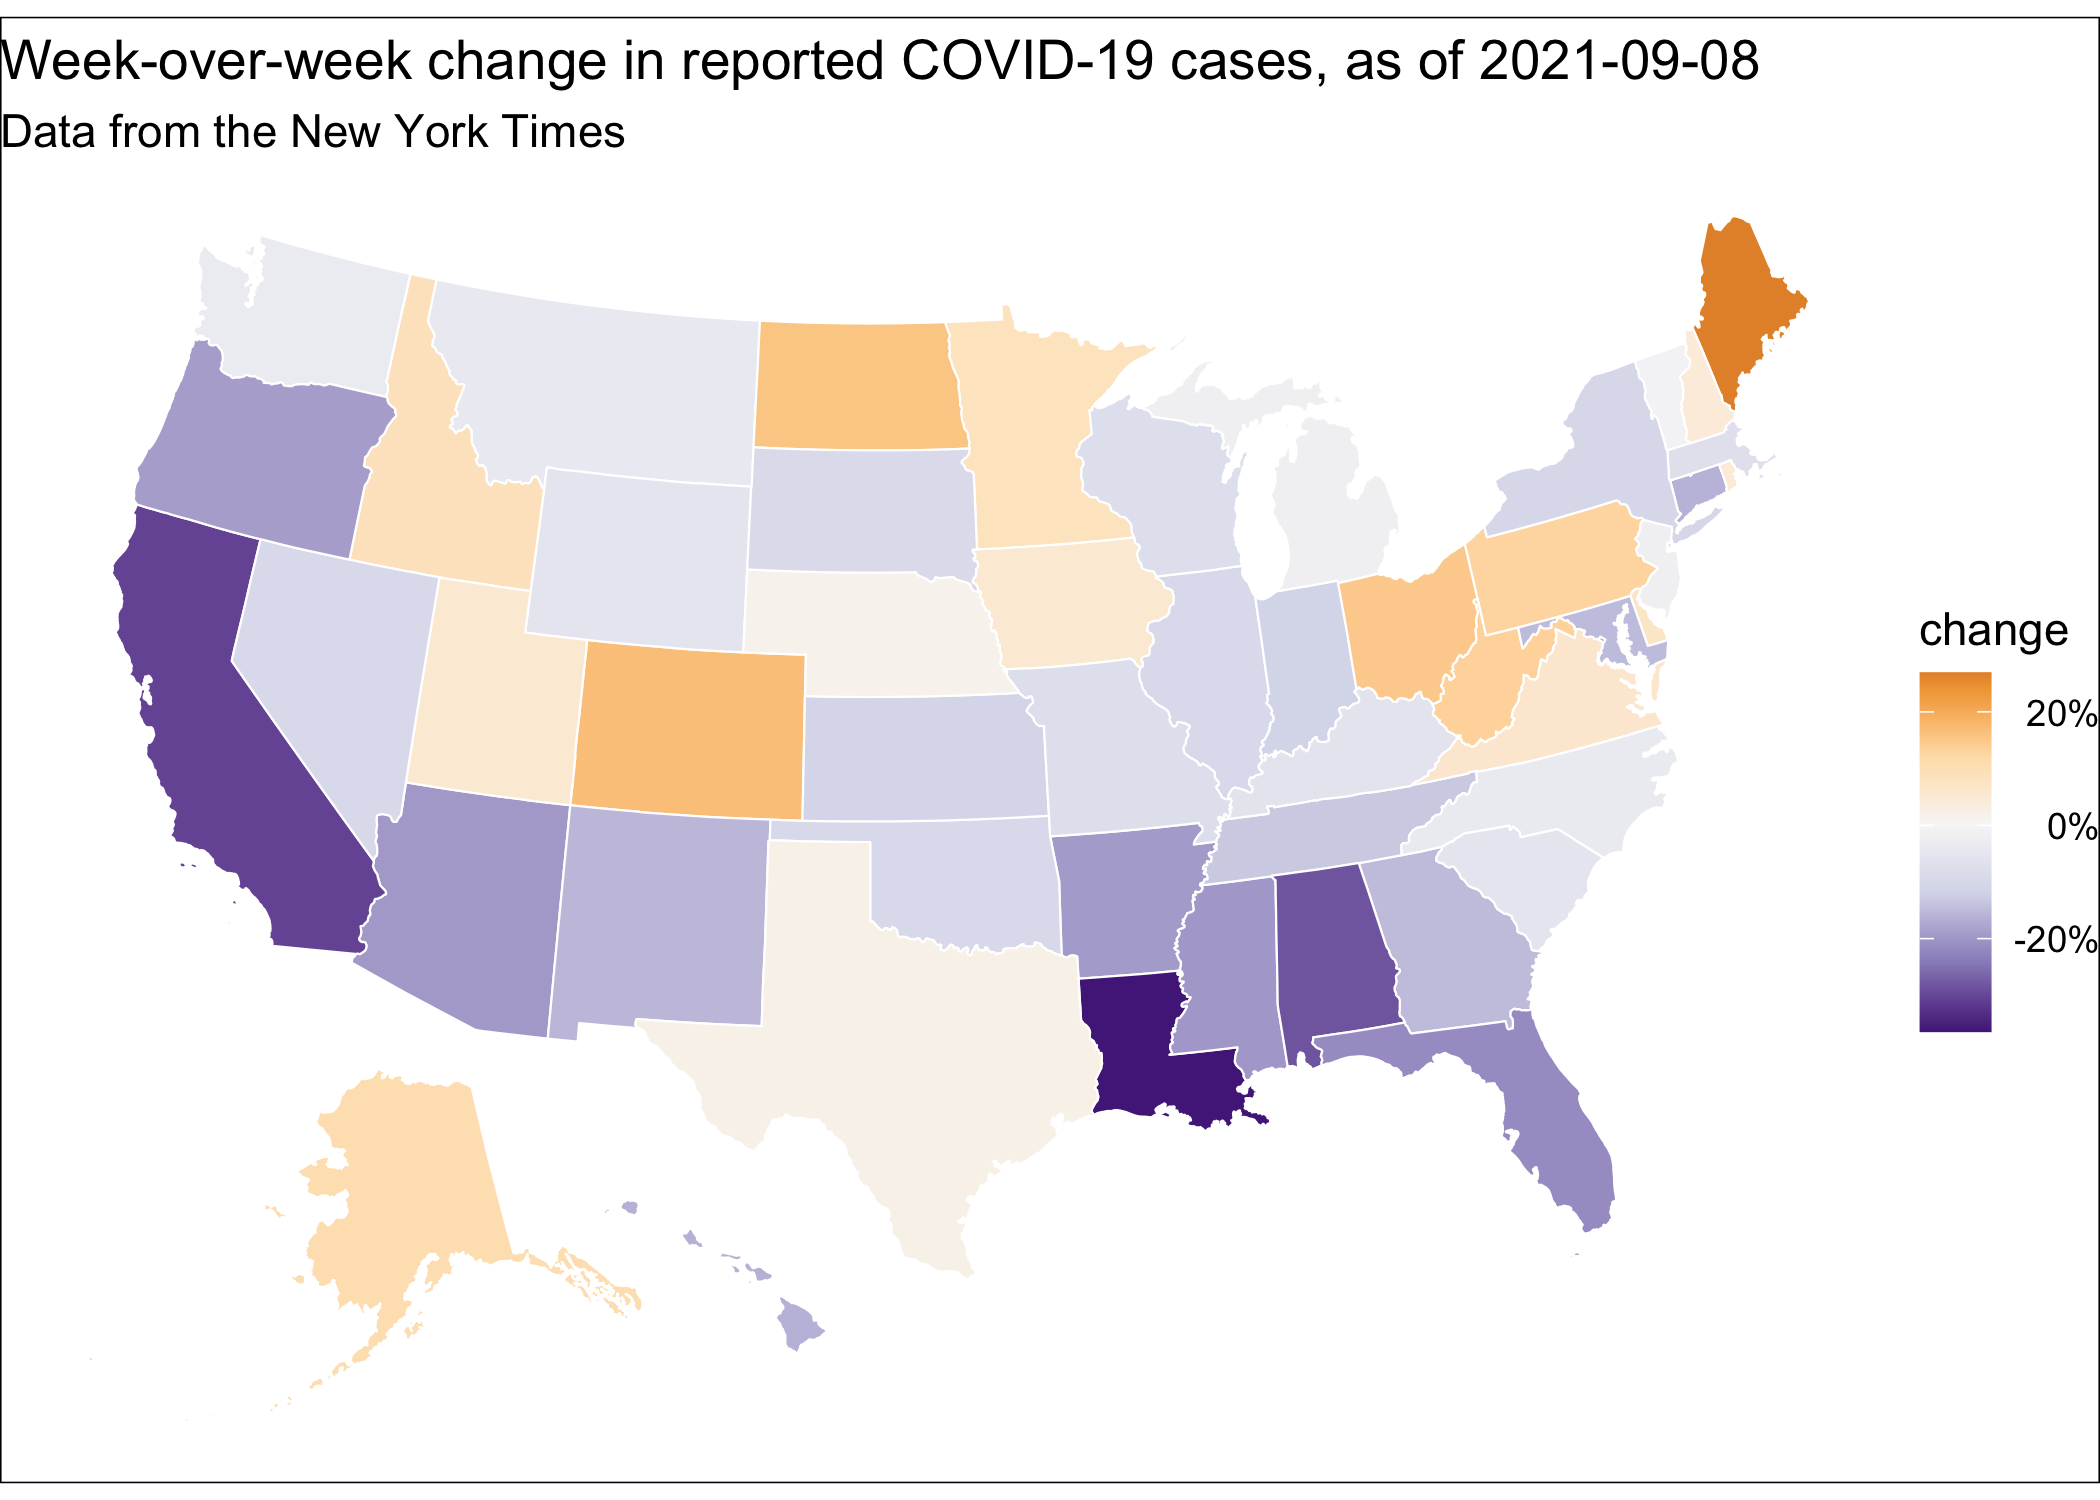 Week-over-week change in reported COVID-19 cases, as of 2021-09-08
Data from the New York Times
change
20%
0%
-20%